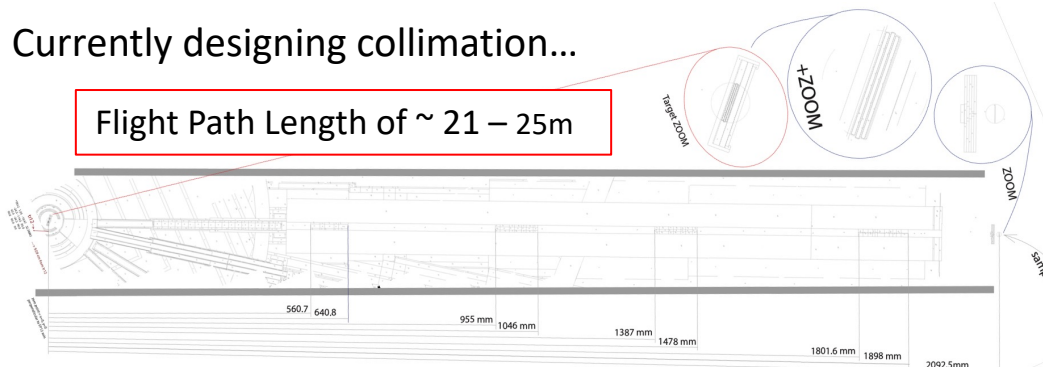 Currently designing collimation...
Flight Path Length of ~ 21 – 25m
Target ZOOM
+ZOOM
ZOOM
samp
560.7
640.8
955 mm
1046 mm
1387 mm
1478 mm
1801.6 mm
1898 mm
2092.5mm